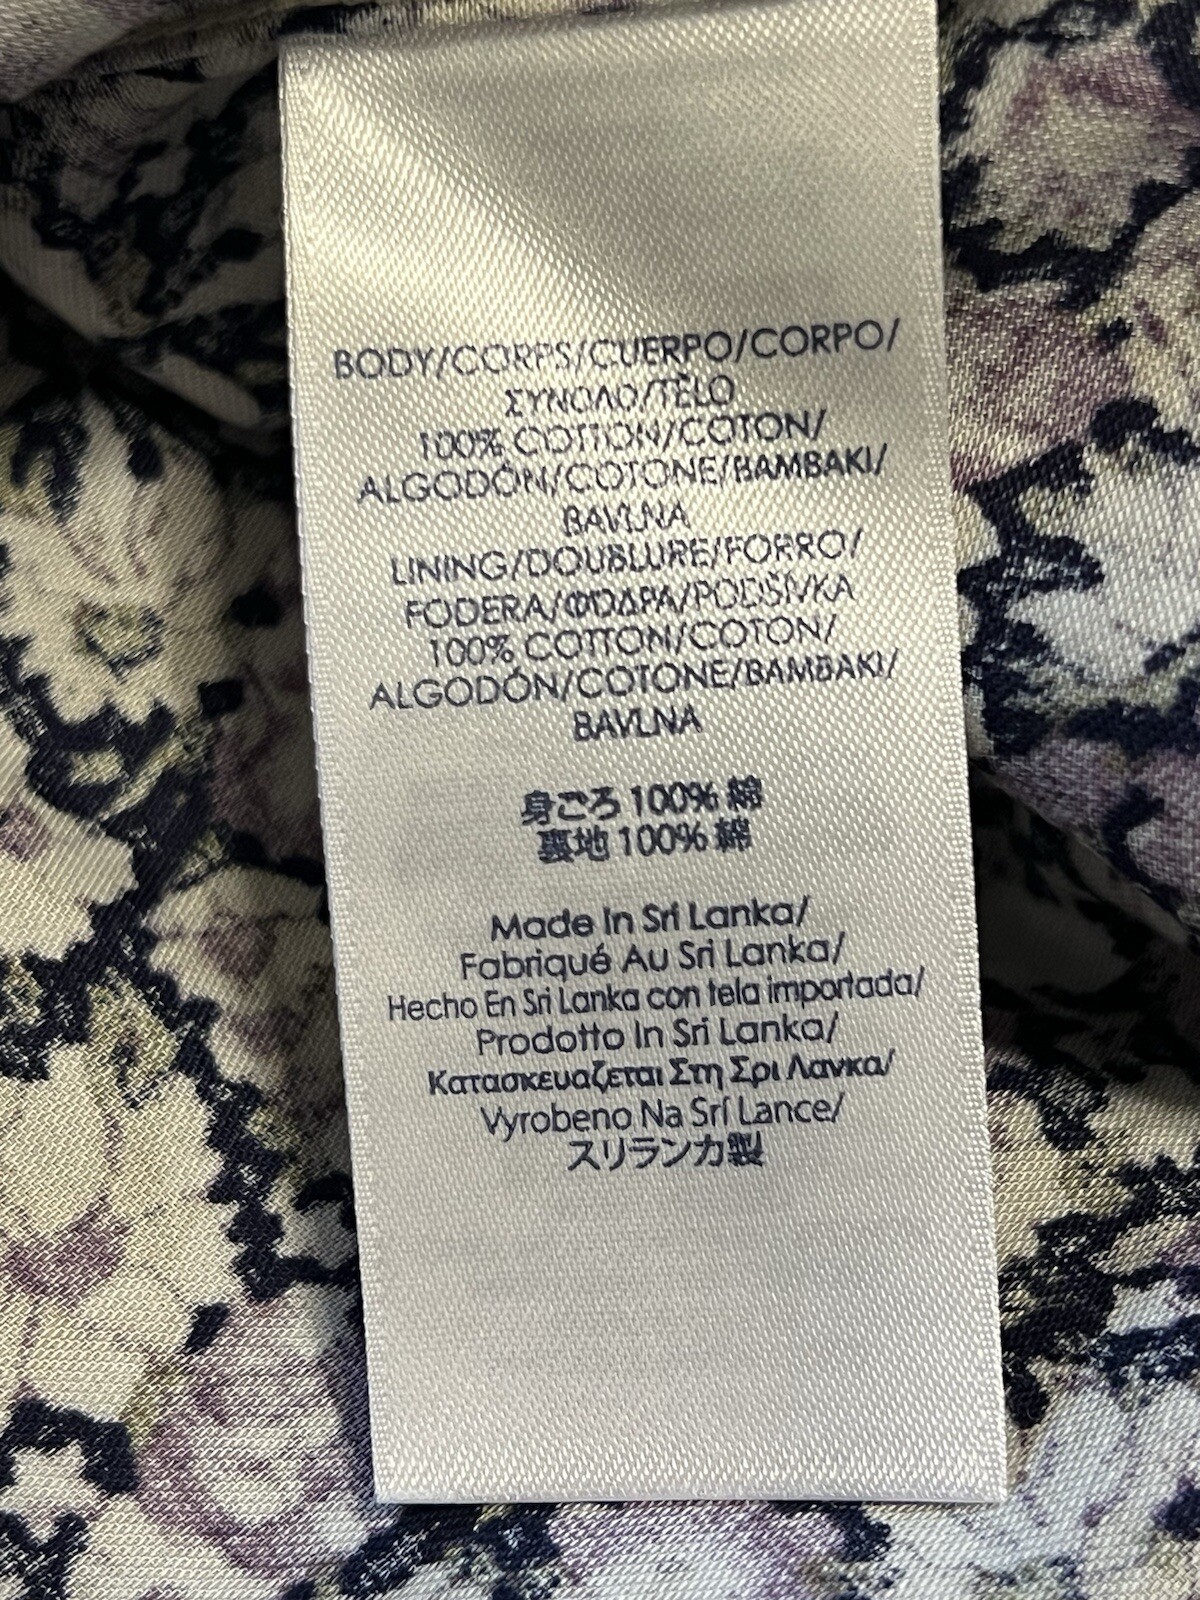 BODY/CORPS/CUERPO/CORPO/
ΣΥΝΟΛΟ/TĚLO
100% COTTON/COTON/
ALGODÓN/COTONE/BAMBAKI/
BAVLNA
LINING/DOUBLURE/FORRO/
FODERA/ΦΟΔΡΑ/PODŠÍVKA
100% COTTON/COTON/
ALGODÓN/COTONE/BAMBAKI/
BAVLNA
身ごろ 100% 綿
裏地 100% 綿
Made In Sri Lanka/
Fabriqué Au Sri Lanka/
Hecho En Sri Lanka con tela importada/
Prodotto In Sri Lanka/
Κατασκευαζεται Στη Σρι Λανκα/
Vyrobeno Na Srí Lance/
スリランカ製